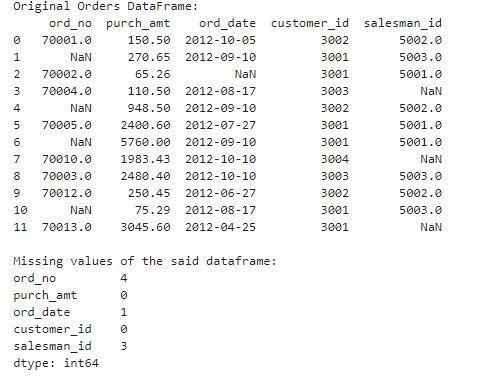 Original Orders DataFrame:
ord_no purch_amt ord_date customer_id salesman_id
0 70001.0 150.50 2012-10-05 3002 5002.0
1 NaN 270.65 2012-09-10 3001 5003.0
2 70002.0 65.26 NaN 3001 5001.0
3 70004.0 110.50 2012-08-17 3003 NaN
4 NaN 948.50 2012-09-10 3002 5002.0
5 70005.0 2400.60 2012-07-27 3001 5001.0
6 NaN 5760.00 2012-09-10 3001 5001.0
7 70010.0 1983.43 2012-10-10 3004 NaN
8 70003.0 2480.40 2012-10-10 3003 5003.0
9 70012.0 250.45 2012-06-27 3002 5002.0
10 NaN 75.29 2012-08-17 3001 5003.0
11 70013.0 3045.60 2012-04-25 3001 NaN
Missing values of the said dataframe:
ord_no 4
purch_amt 0
ord_date 1
customer_id 0
salesman_id 3
dtype: int64